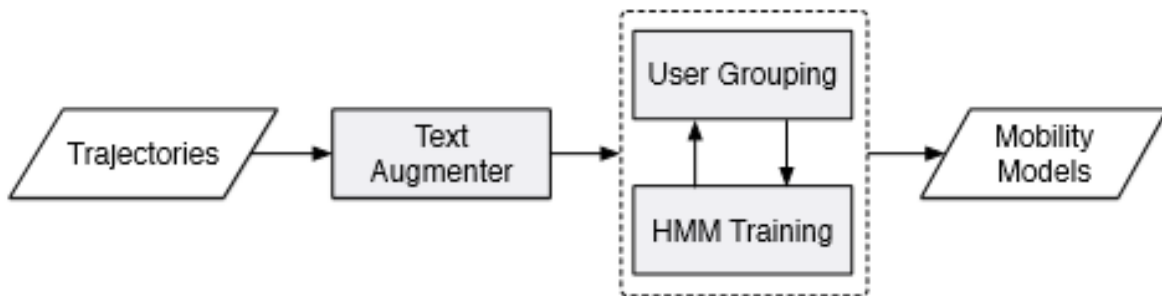 Trajectories
Text
Augmenter
User Grouping
HMM Training
Mobility
Models